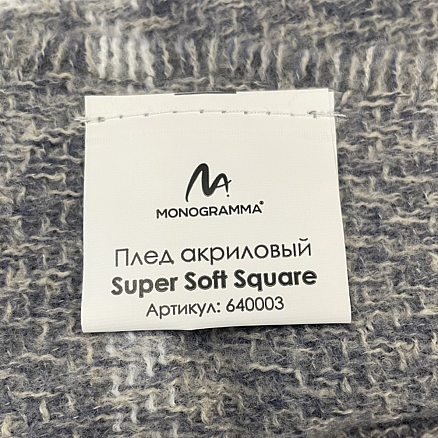 MONOGRAMMA®
Плед акриловый
Super Soft Square
Артикул: 640003